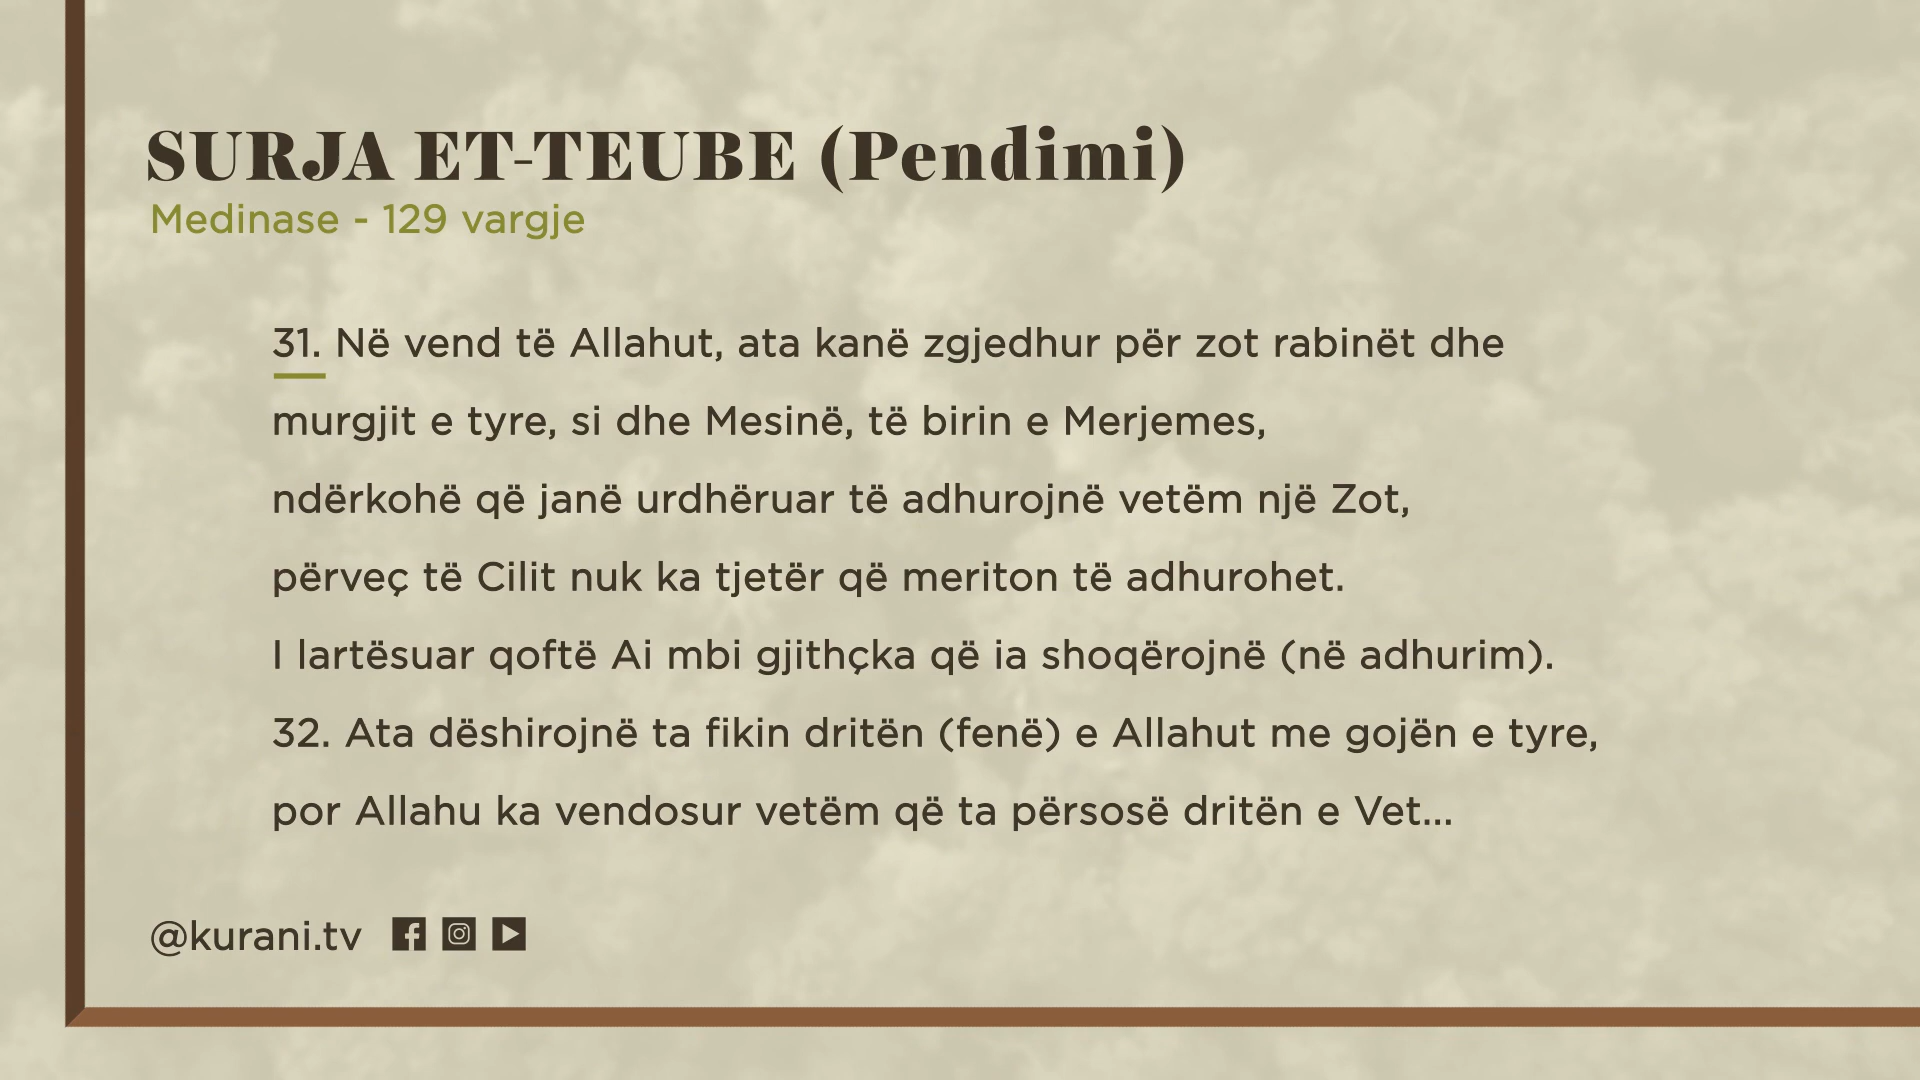 SURJA ET-TEUBE (Pendimi)
Medinase - 129 vargje
31. Në vend të Allahut, ata kanë zgjedhur për zot rabinët dhe
murgjit e tyre, si dhe Mesinë, të birin e Merjemes,
ndërkohë që janë urdhëruar të adhurojnë vetëm një Zot,
përveç të Cilit nuk ka tjetër që meriton të adhurohet.
I lartësuar qoftë Ai mbi gjithçka që ia shoqërojnë (në adhurim).
32. Ata dëshirojnë ta fikin dritën (fenë) e Allahut me gojën e tyre,
por Allahu ka vendosur vetëm që ta përsosë dritën e Vet...
@kurani.tv